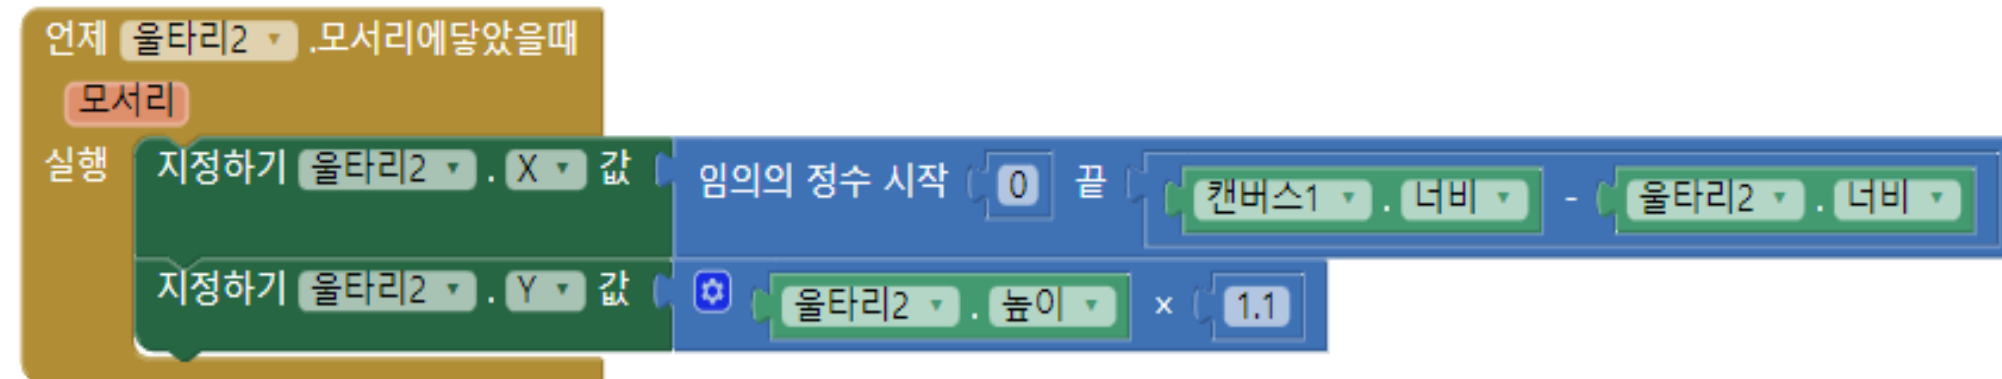 언제 울타리2 .모서리에닿았을때
모서리
실행 지정하기 울타리2 . X 값 임의의 정수 시작 0 끝 캔버스1 . 너비 - 울타리2 . 너비
지정하기 울타리2 . Y 값 울타리2 . 높이 × 1.1